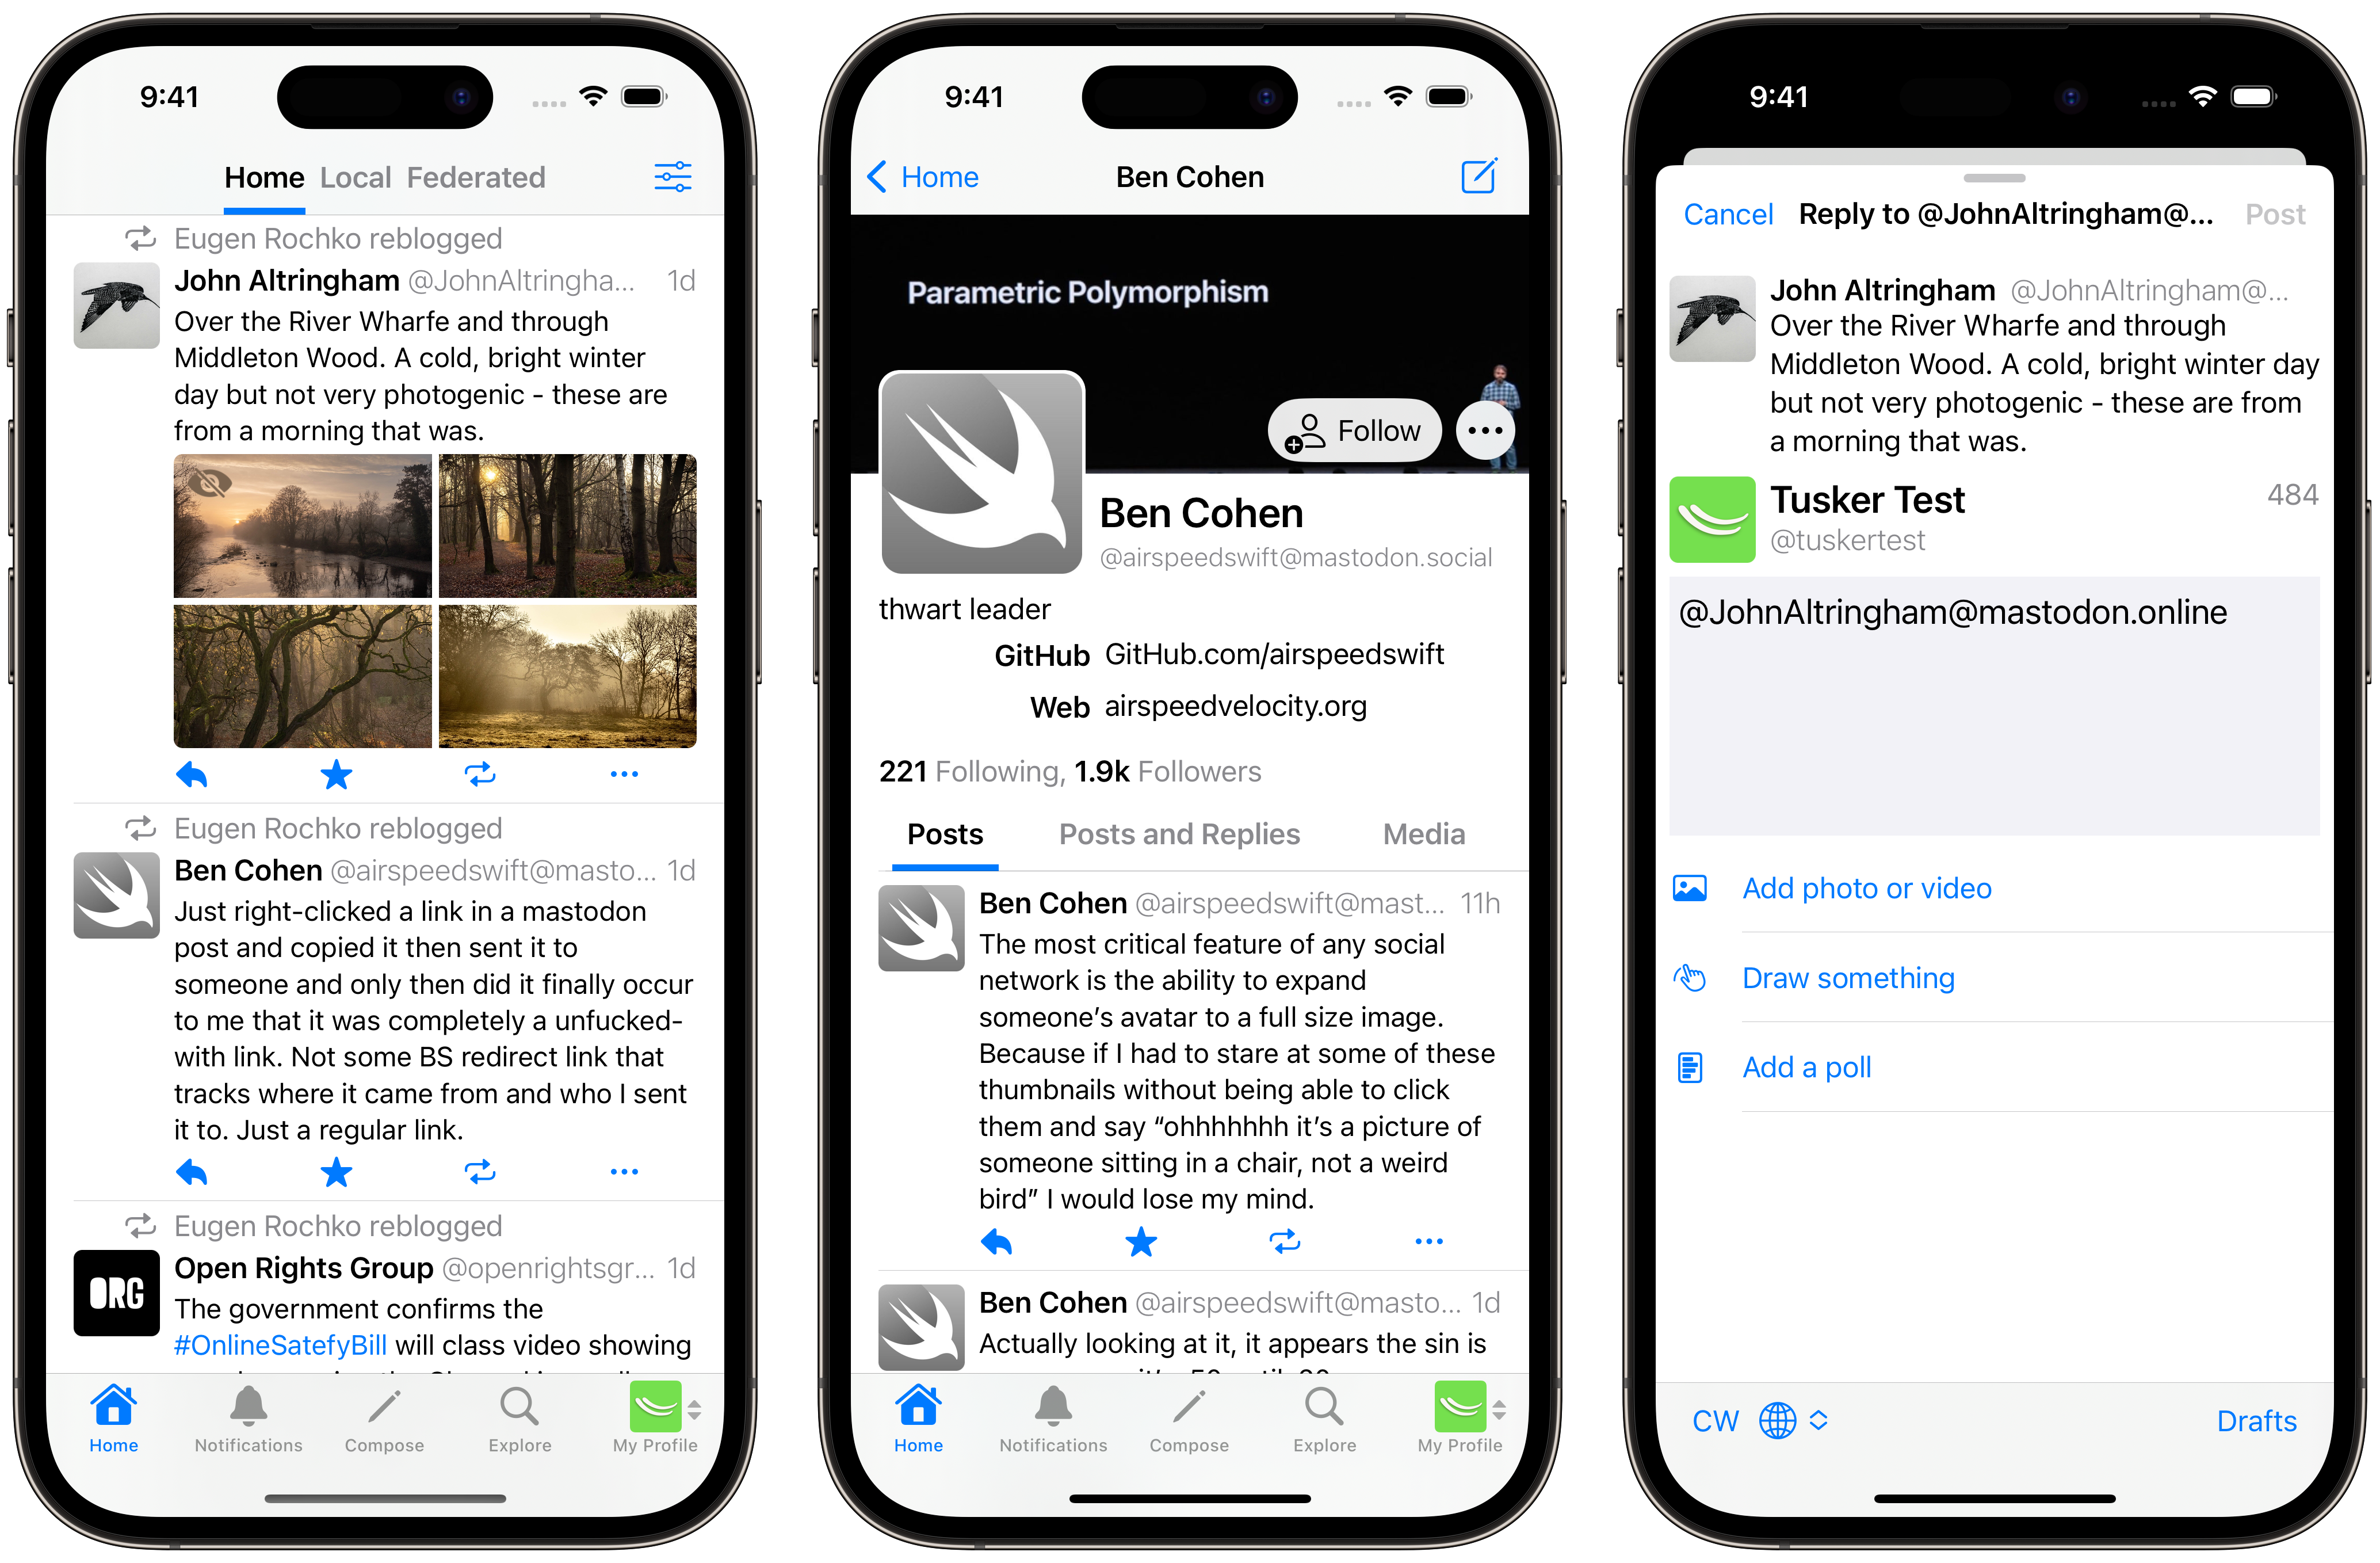 9:41
Home Local Federated
Eugen Rochko reblogged
John Altringham @JohnAltringha... 1d
Over the River Wharfe and through
Middleton Wood. A cold, bright winter
day but not very photogenic - these are
from a morning that was.
Eugen Rochko reblogged
Ben Cohen @airspeedswift@masto... 1d
Just right-clicked a link in a mastodon
post and copied it then sent it to
someone and only then did it finally occur
to me that it was completely a unfucked-
with link. Not some BS redirect link that
tracks where it came from and who I sent
it to. Just a regular link.
Eugen Rochko reblogged
ORG
Open Rights Group @openrightsgr... 1d
The government confirms the
#OnlineSatefyBill will class video showing
Home Notifications Compose Explore My Profile
9:41
Home Ben Cohen
Parametric Polymorphism
Follow
Ben Cohen
@airspeedswift@mastodon.social
thwart leader
GitHub GitHub.com/airspeedswift
Web airspeedvelocity.org
221 Following, 1.9k Followers
Posts Posts and Replies Media
Ben Cohen @airspeedswift@mast... 11h
The most critical feature of any social
network is the ability to expand
someone’s avatar to a full size image.
Because if I had to stare at some of these
thumbnails without being able to click
them and say “ohhhhhhh it’s a picture of
someone sitting in a chair, not a weird
bird” I would lose my mind.
Ben Cohen @airspeedswift@masto... 1d
Actually looking at it, it appears the sin is
Home Notifications Compose Explore My Profile
9:41
Cancel Reply to @JohnAltringham@... Post
John Altringham @JohnAltringham@...
Over the River Wharfe and through
Middleton Wood. A cold, bright winter day
but not very photogenic - these are from
a morning that was.
Tusker Test 484
@tuskertest
@JohnAltringham@mastodon.online
Add photo or video
Draw something
Add a poll
CW Drafts